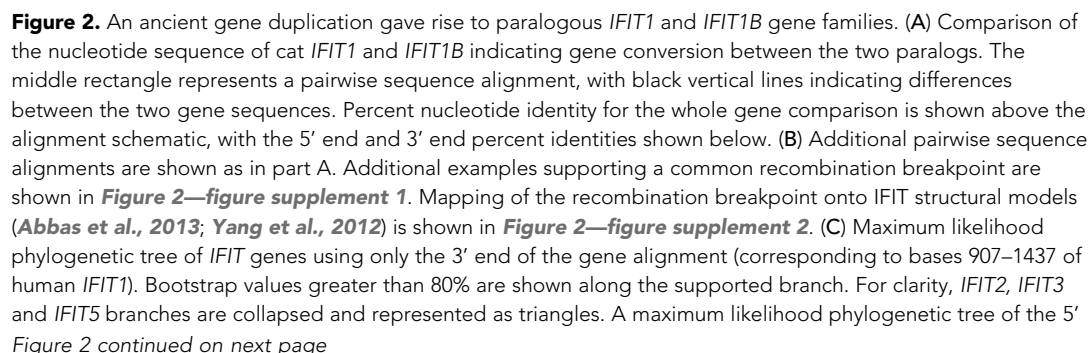 Figure 2. An ancient gene duplication gave rise to paralogous IFIT1 and IFIT1B gene families. (A) Comparison of
the nucleotide sequence of cat IFIT1 and IFIT1B indicating gene conversion between the two paralogs. The
middle rectangle represents a pairwise sequence alignment, with black vertical lines indicating differences
between the two gene sequences. Percent nucleotide identity for the whole gene comparison is shown above the
alignment schematic, with the 5′ end and 3′ end percent identities shown below. (B) Additional pairwise sequence
alignments are shown as in part A. Additional examples supporting a common recombination breakpoint are
shown in Figure 2—figure supplement 1. Mapping of the recombination breakpoint onto IFIT structural models
(Abbas et al., 2013; Yang et al., 2012) is shown in Figure 2—figure supplement 2. (C) Maximum likelihood
phylogenetic tree of IFIT genes using only the 3′ end of the gene alignment (corresponding to bases 907–1437 of
human IFIT1). Bootstrap values greater than 80% are shown along the supported branch. For clarity, IFIT2, IFIT3
and IFIT5 branches are collapsed and represented as triangles. A maximum likelihood phylogenetic tree of the 5′
Figure 2 continued on next page